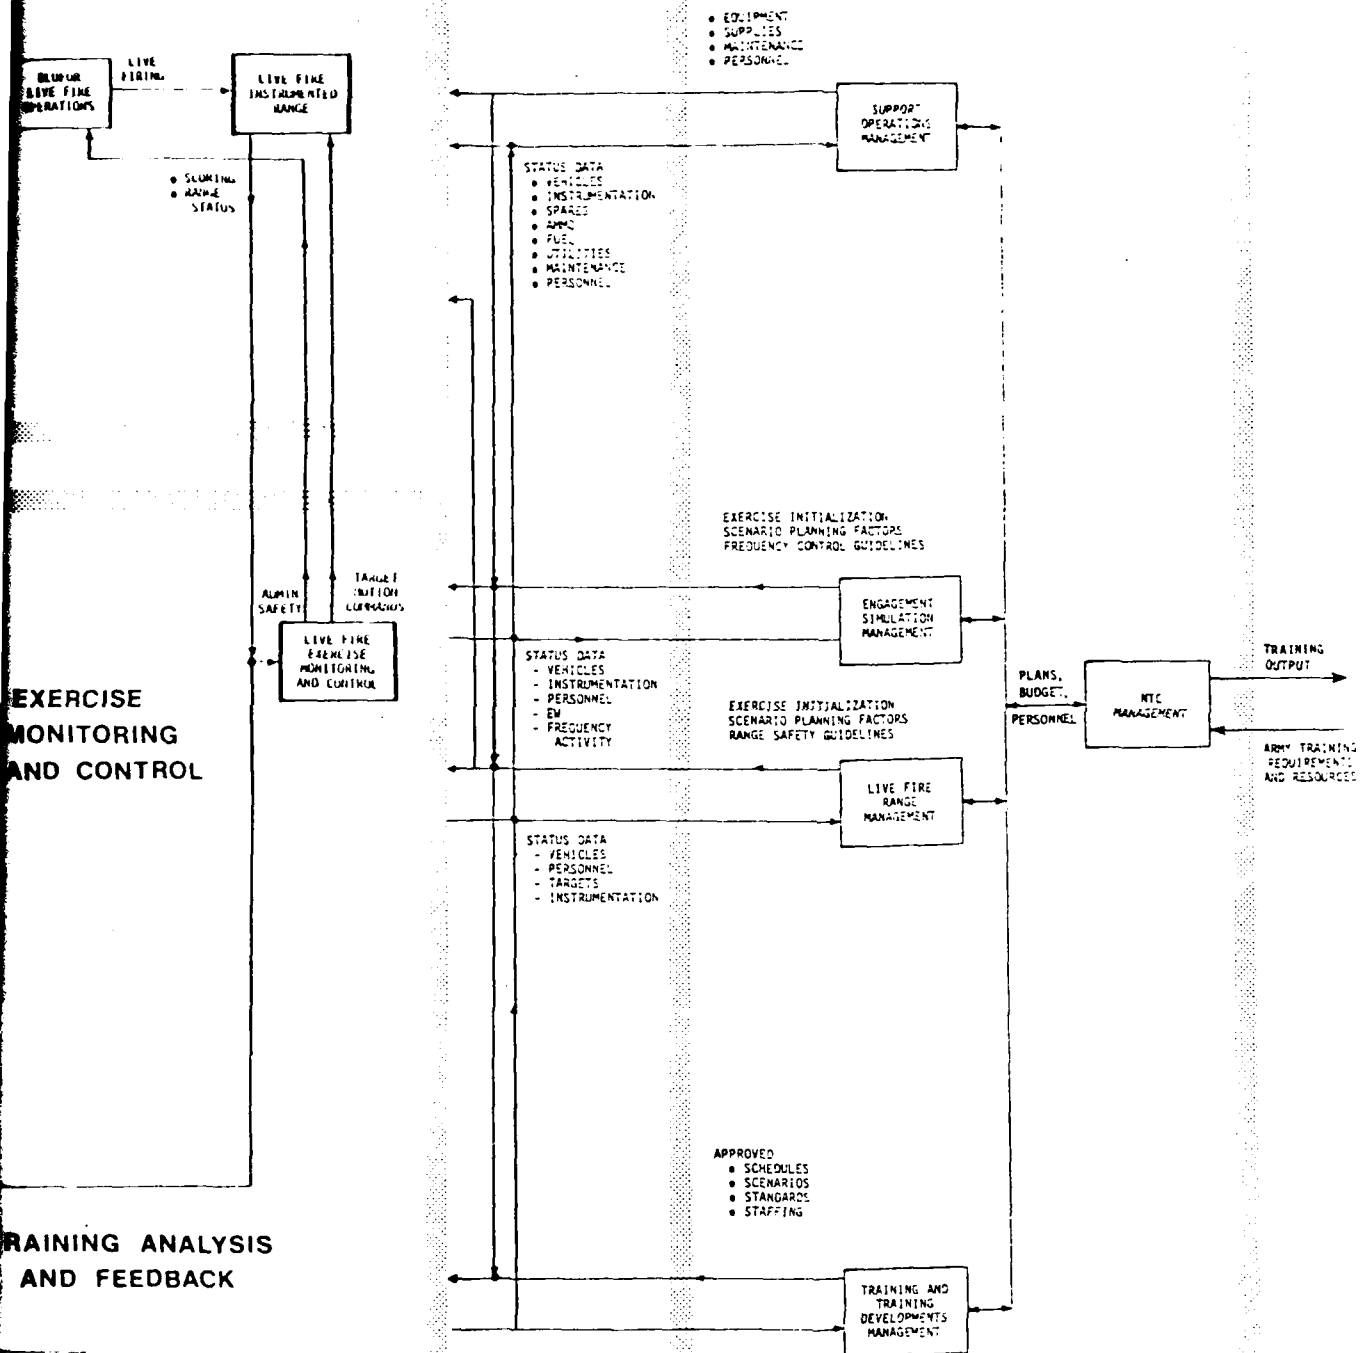 EQUIPMENT
SUPPLIES
MAINTENANCE
PERSONNEL
LIVE
FIRING
BLUFOR
LIVE FIRE
OPERATIONS
LIVE FIRE
INSTRUMENTED
RANGE
SUPPORT
OPERATIONS
MANAGEMENT
SCORING
RANGE
STATUS
STATUS DATA
VEHICLES
INSTRUMENTATION
SPARES
AMMO
FUEL
UTILITIES
MAINTENANCE
PERSONNEL
EXERCISE INITIALIZATION
SCENARIO PLANNING FACTORS
FREQUENCY CONTROL GUIDELINES
ADMIN
SAFETY
TARGET
MOTION
COMMANDS
LIVE FIRE
EXERCISE
MONITORING
AND CONTROL
ENGAGEMENT
SIMULATION
MANAGEMENT
STATUS DATA
- VEHICLES
- INSTRUMENTATION
- PERSONNEL
- EW
- FREQUENCY
ACTIVITY
EXERCISE INITIALIZATION
SCENARIO PLANNING FACTORS
RANGE SAFETY GUIDELINES
PLANS,
BUDGET,
PERSONNEL
NTC
MANAGEMENT
TRAINING
OUTPUT
ARMY TRAINING
REQUIREMENTS
AND RESOURCES
EXERCISE
MONITORING
AND CONTROL
LIVE FIRE
RANGE
MANAGEMENT
STATUS DATA
- VEHICLES
- PERSONNEL
- TARGETS
- INSTRUMENTATION
APPROVED
SCHEDULES
SCENARIOS
STANDARDS
STAFFING
RAINING ANALYSIS
AND FEEDBACK
TRAINING AND
TRAINING
DEVELOPMENTS
MANAGEMENT